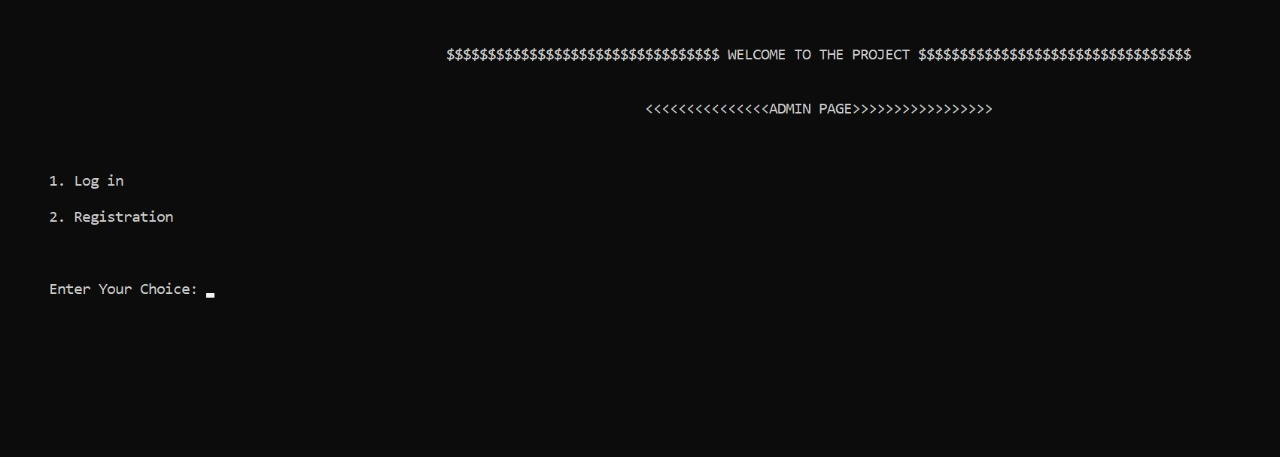 $$$$$$$$$$$$$$$$$$$$$$$$$$$$$$$$$ WELCOME TO THE PROJECT $$$$$$$$$$$$$$$$$$$$$$$$$$$$$$$$$
<<<<<<<<<<<<<<<ADMIN PAGE>>>>>>>>>>>>>>>>>
1. Log in
2. Registration
Enter Your Choice: